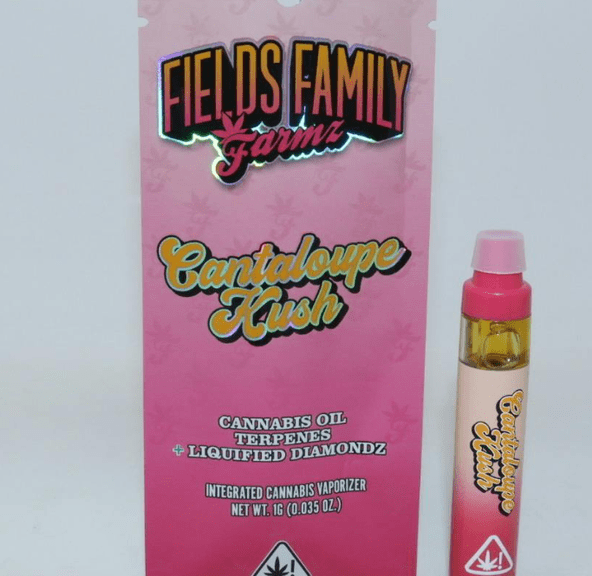 FIELDS FAMILY
Farmz
Cantaloupe
Kush
CANNABIS OIL
TERPENES
+ LIQUIFIED DIAMONDZ
INTEGRATED CANNABIS VAPORIZER
NET WT. 1G (0.035 OZ.)
!
Cantaloupe
Kush
!